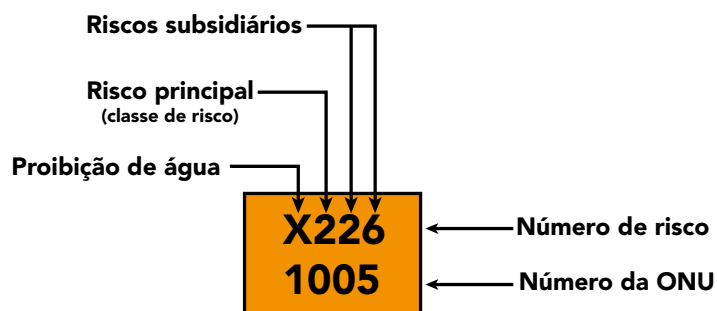 Riscos subsidiários
Risco principal
(classe de risco)
Proibição de água
X226
Número de risco
1005
Número da ONU